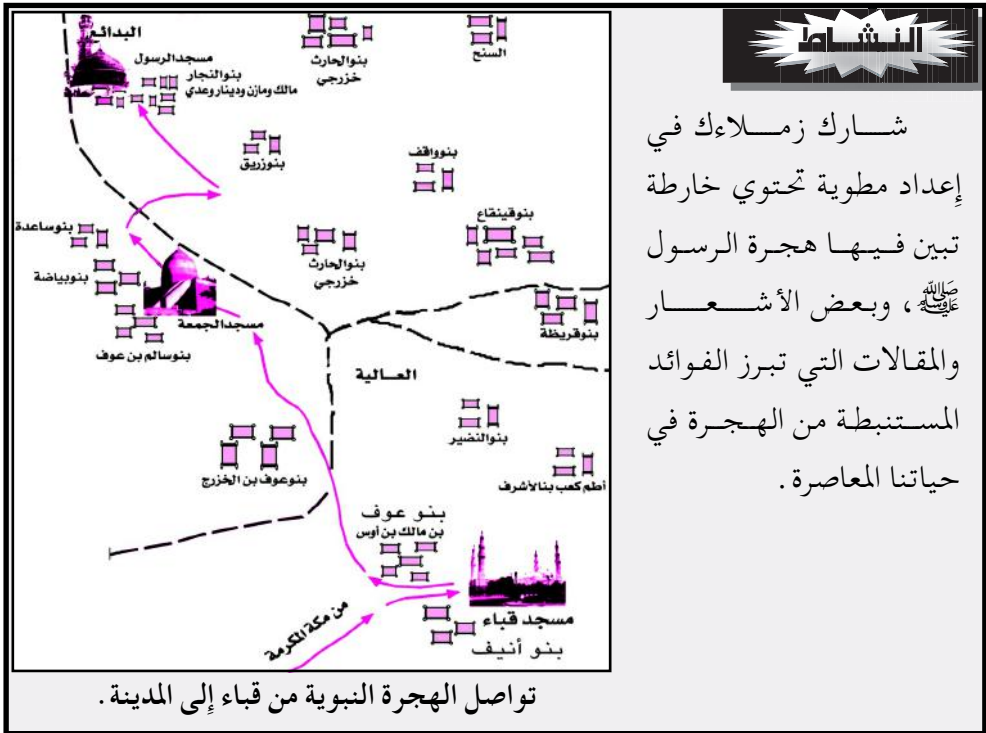 النشاط
شارك زملاءك في
إعداد مطوية تحتوي خارطة
تبين فيها هجرة الرسول
ﷺ، وبعض الأشعار
والمقالات التي تبرز الفوائد
المستنبطة من الهجرة في
حياتنا المعاصرة.
البدائع
مسجد الرسول
بنو النجار
مالك ومازن ودينار وعدي
بنو الحارث
خزرجي
السنح
بنو زريق
بنو واقف
بنو قينقاع
بنو ساعدة
بنو الحارث
خزرجي
بنو بياضة
مسجد الجمعة
بنو قريظة
بنو سالم بن عوف
العالية
بنو النضير
بنو عوف بن الخزرج
أطم كعب بن الأشرف
بنو عوف
بن مالك بن أوس
من مكة المكرمة
مسجد قباء
بنو أنيف
تواصل الهجرة النبوية من قباء إلى المدينة.